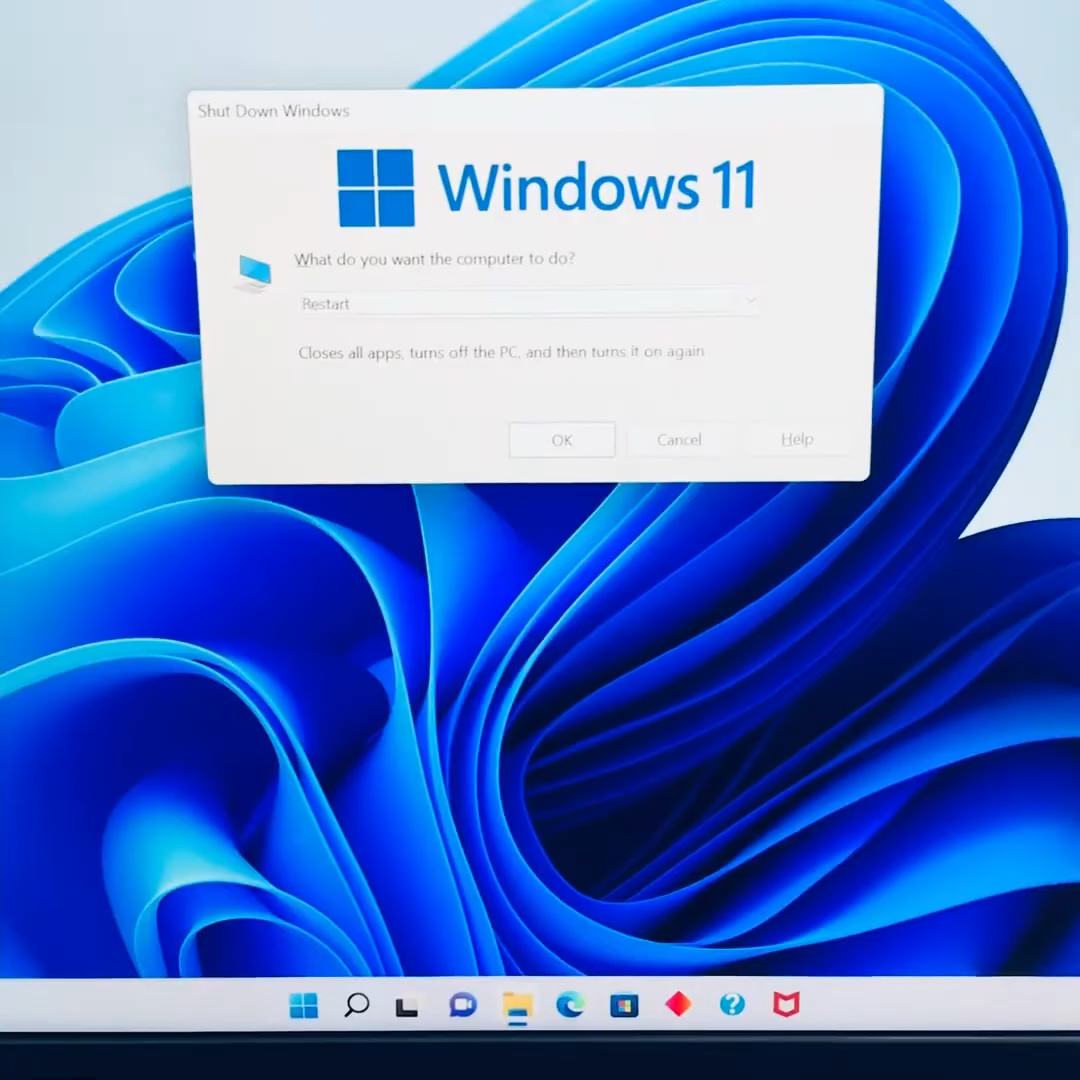 Shut Down Windows
Windows 11
What do you want the computer to do?
Restart
Closes all apps, turns off the PC, and then turns it on again
OK
Cancel
Help
?